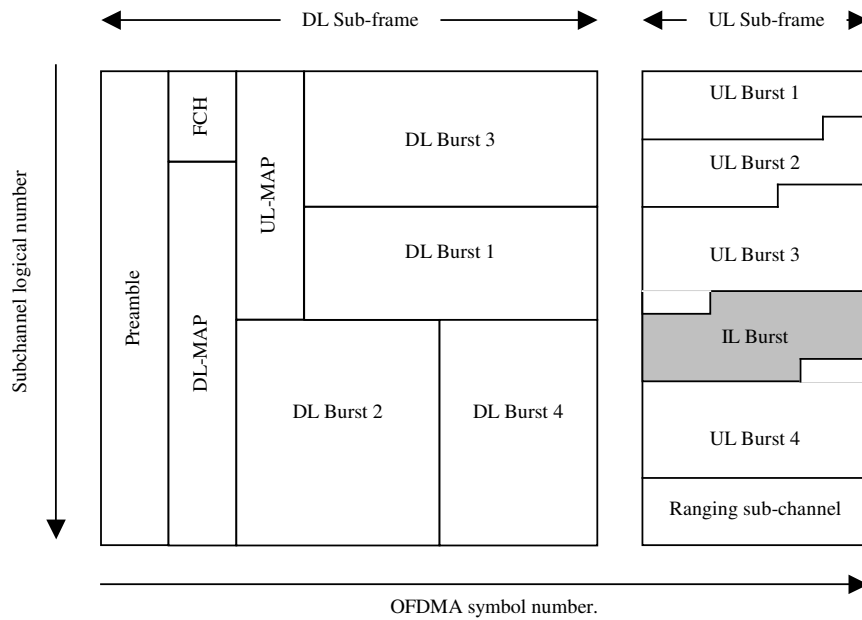 DL Sub-frame
UL Sub-frame
Subchannel logical number
Preamble
FCH
DL-MAP
UL-MAP
DL Burst 3
DL Burst 1
DL Burst 2
DL Burst 4
UL Burst 1
UL Burst 2
UL Burst 3
IL Burst
UL Burst 4
Ranging sub-channel
OFDMA symbol number.